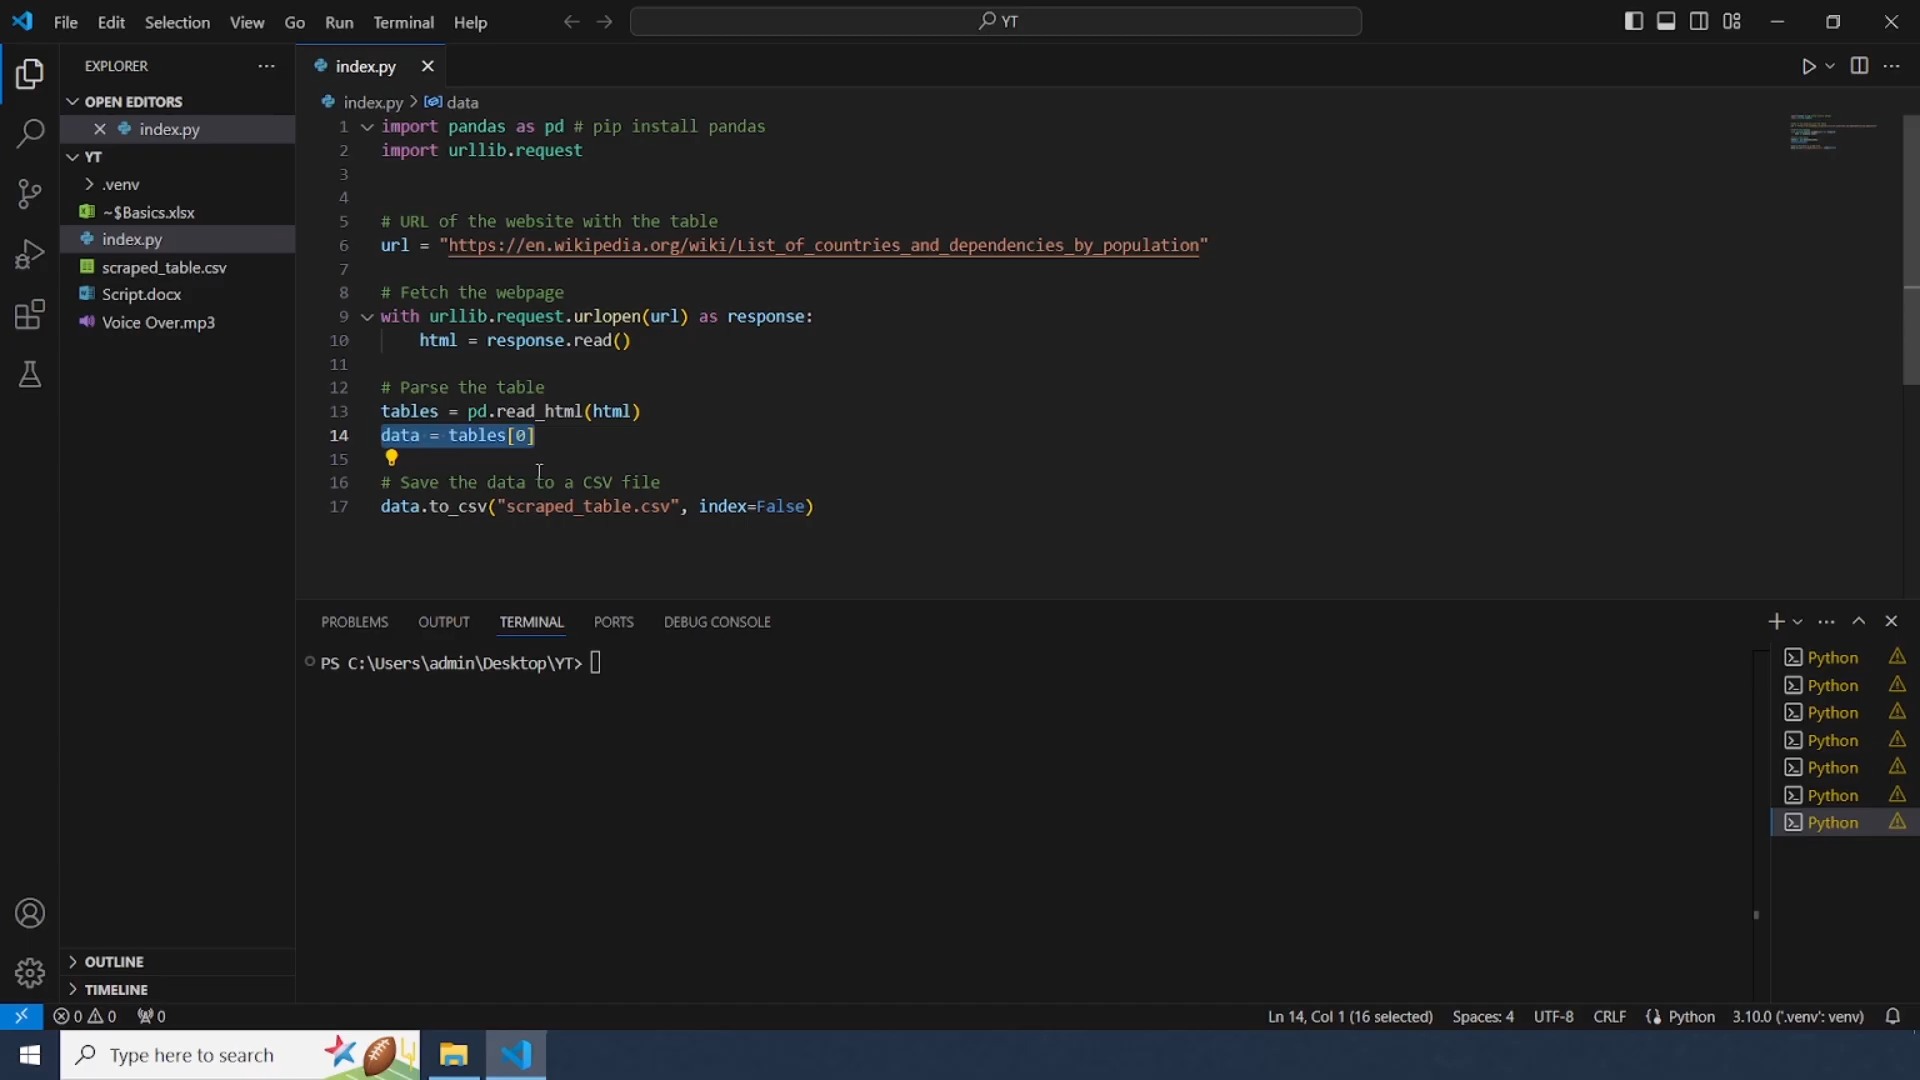 File Edit Selection View Go Run Terminal Help
YT
EXPLORER
OPEN EDITORS
index.py
YT
.venv
~$Basics.xlsx
index.py
scraped_table.csv
Script.docx
Voice Over.mp3
OUTLINE
TIMELINE
index.py
index.py > data
1 import pandas as pd # pip install pandas
2 import urllib.request
3
4
5 # URL of the website with the table
6 url = "https://en.wikipedia.org/wiki/List_of_countries_and_dependencies_by_population"
7
8 # Fetch the webpage
9 with urllib.request.urlopen(url) as response:
10 html = response.read()
11
12 # Parse the table
13 tables = pd.read_html(html)
14 data = tables[0]
15
16 # Save the data to a CSV file
17 data.to_csv("scraped_table.csv", index=False)
PROBLEMS OUTPUT TERMINAL PORTS DEBUG CONSOLE
PS C:\Users\admin\Desktop\YT>
Python
Python
Python
Python
Python
Python
Python
0 0 0
Ln 14, Col 1 (16 selected) Spaces: 4 UTF-8 CRLF Python 3.10.0 ('.venv': venv)
Type here to search